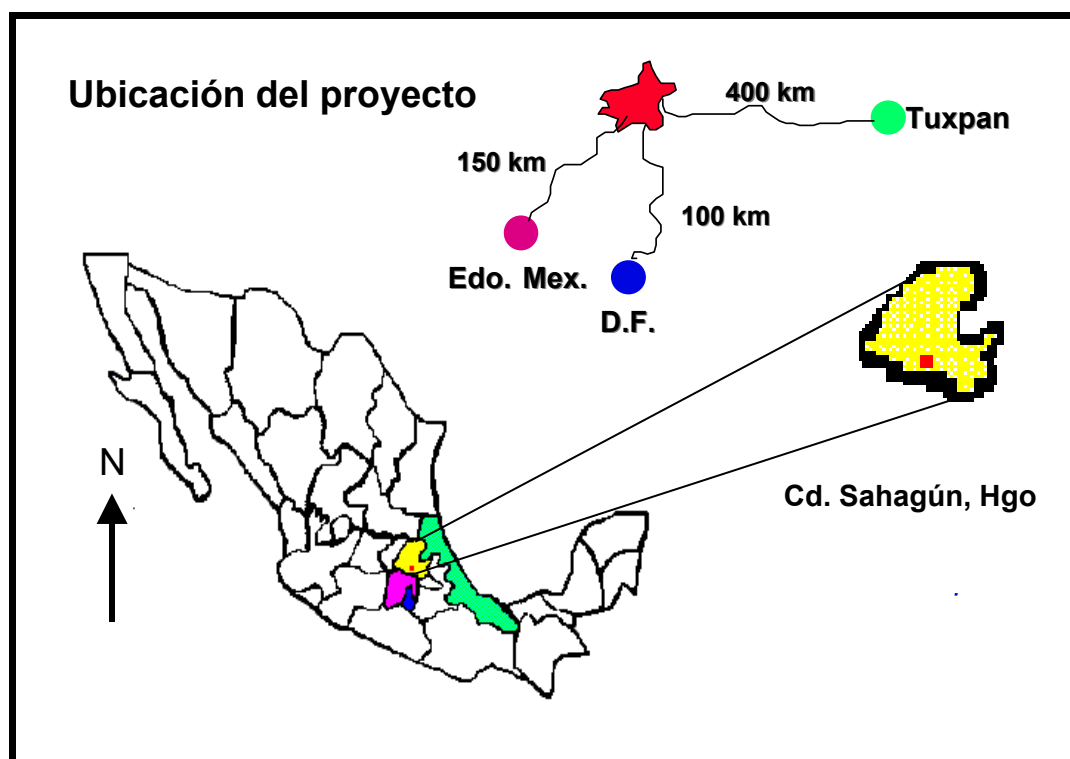 Ubicación del proyecto
400 km
Tuxpan
150 km
100 km
Edo. Mex.
D.F.
N
Cd. Sahagún, Hgo